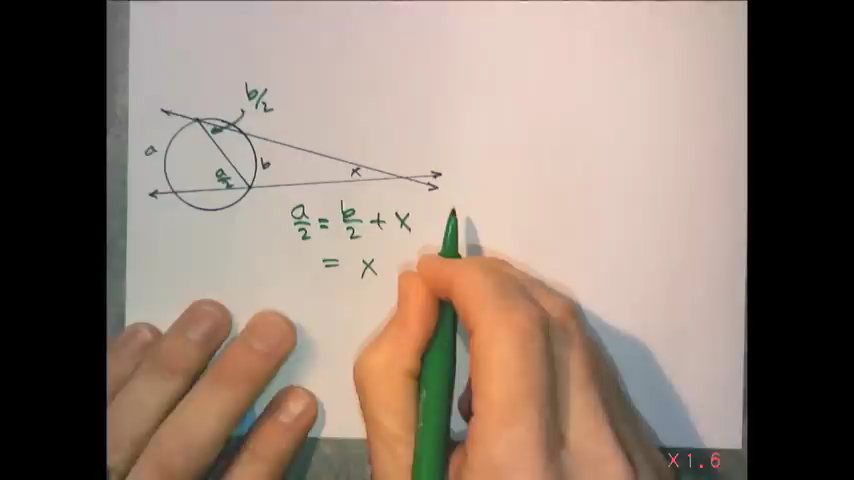 b/2
a
b
a/2
x
a/2 = b/2 + x
= x
X1.6